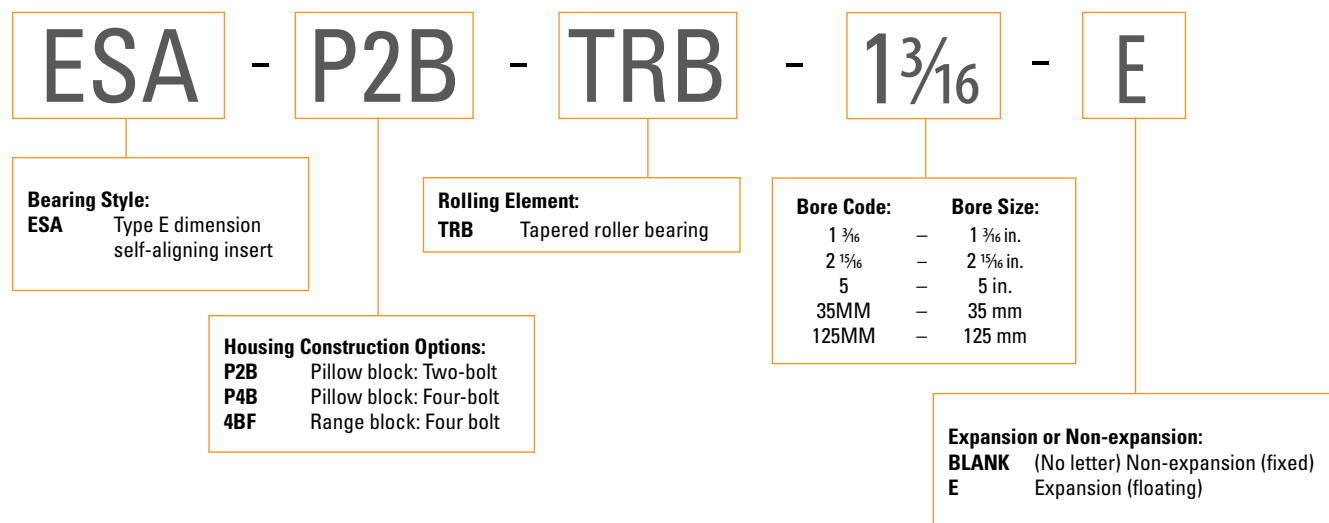 ESA - P2B - TRB - 1 3/16 - E
Bearing Style:
ESA Type E dimension
self-aligning insert
Rolling Element:
TRB Tapered roller bearing
Bore Code: Bore Size:
1 3/16 – 1 3/16 in.
2 15/16 – 2 15/16 in.
5 – 5 in.
35MM – 35 mm
125MM – 125 mm
Housing Construction Options:
P2B Pillow block: Two-bolt
P4B Pillow block: Four-bolt
4BF Range block: Four bolt
Expansion or Non-expansion:
BLANK (No letter) Non-expansion (fixed)
E Expansion (floating)